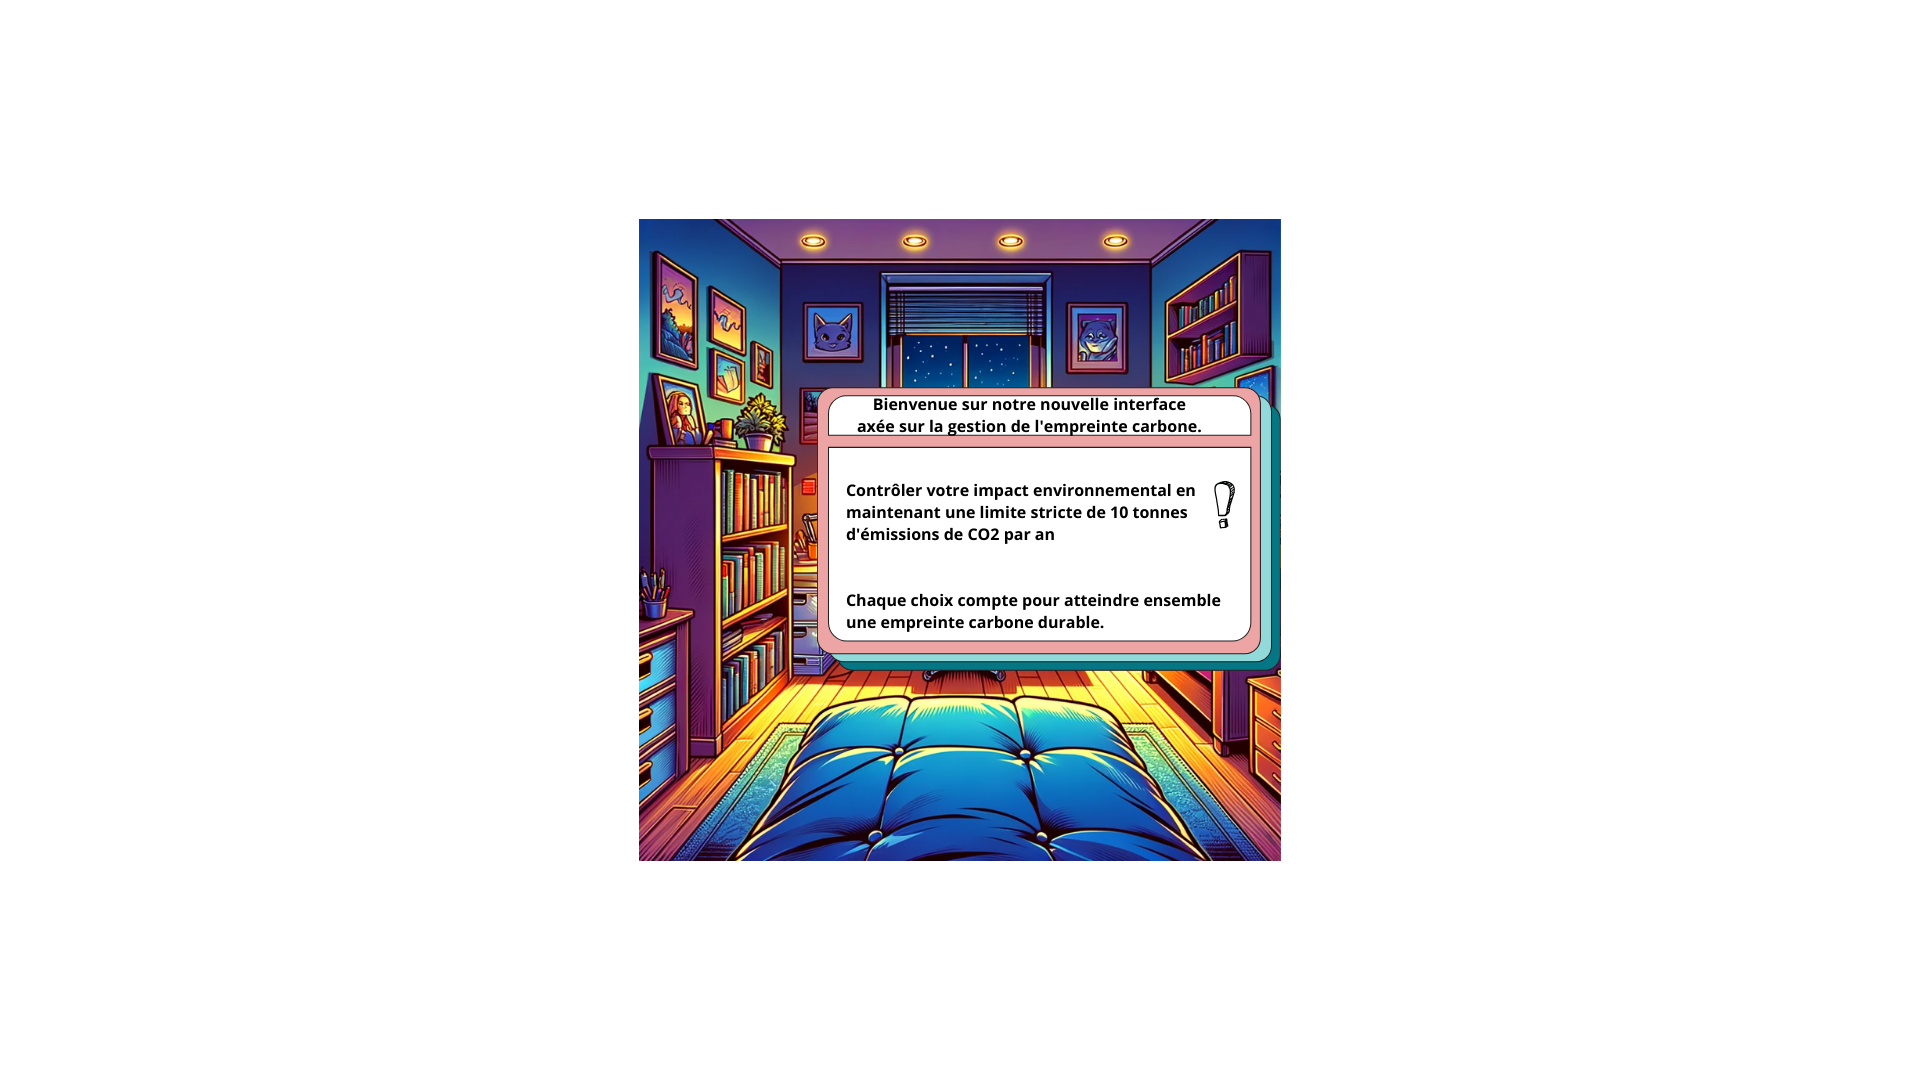 Bienvenue sur notre nouvelle interface
axée sur la gestion de l'empreinte carbone.
Contrôler votre impact environnemental en
maintenant une limite stricte de 10 tonnes
d'émissions de CO2 par an
!
Chaque choix compte pour atteindre ensemble
une empreinte carbone durable.